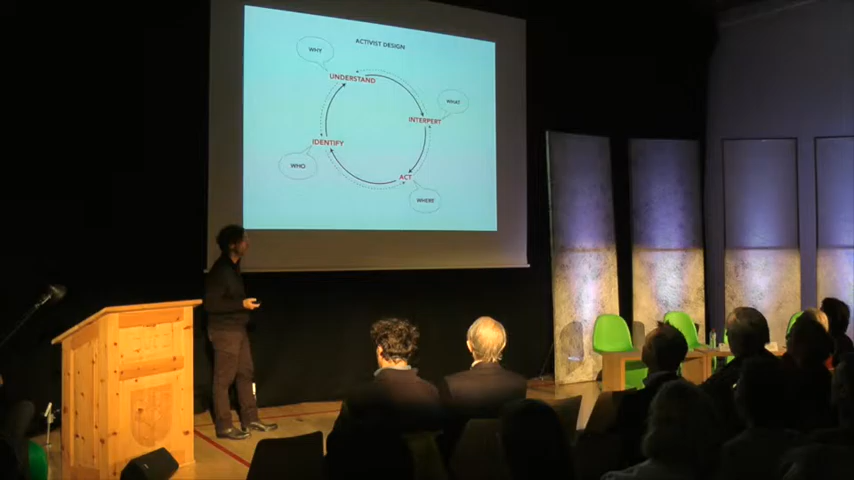 ACTIVIST DESIGN
WHY
UNDERSTAND
WHAT
INTERPERT
IDENTIFY
WHO
ACT
WHERE